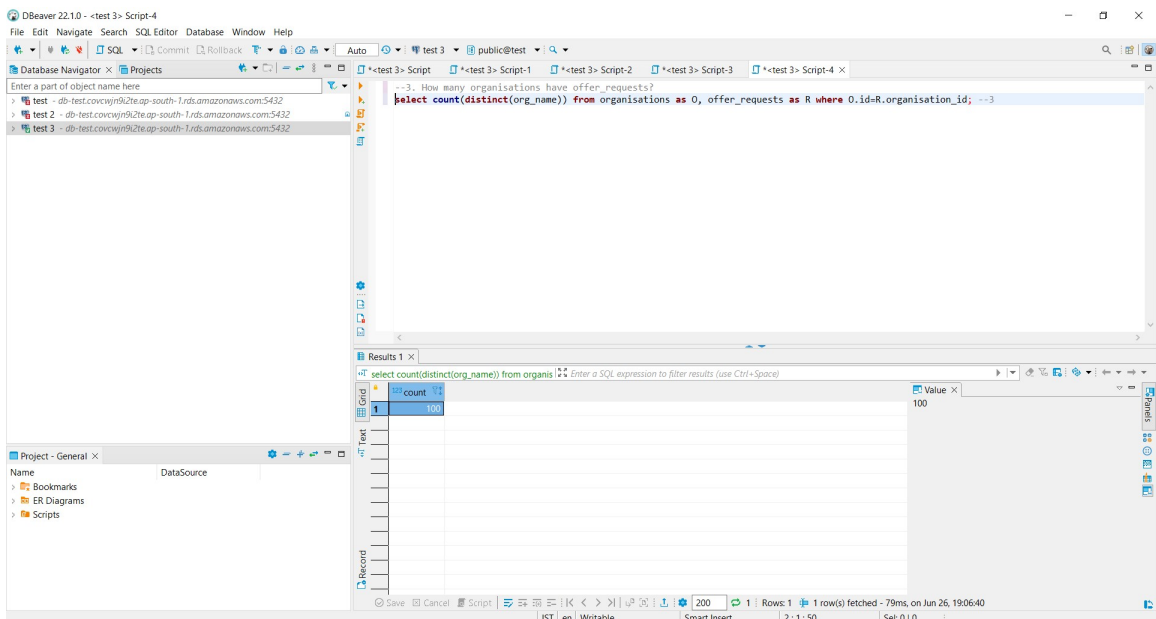 DBeaver 22.1.0 - <test 3> Script-4
File Edit Navigate Search SQL Editor Database Window Help
SQL Commit Rollback Auto test 3 public@test
Database Navigator Projects
*<test 3> Script *<test 3> Script-1 *<test 3> Script-2 *<test 3> Script-3 *<test 3> Script-4
Enter a part of object name here
test - db-test.covcwjn9i2te.ap-south-1.rds.amazonaws.com:5432
test 2 - db-test.covcwjn9i2te.ap-south-1.rds.amazonaws.com:5432
test 3 - db-test.covcwjn9i2te.ap-south-1.rds.amazonaws.com:5432
--3. How many organisations have offer_requests?
select count(distinct(org_name)) from organisations as O, offer_requests as R where O.id=R.organisation_id; --3
Results 1
select count(distinct(org_name)) from organis Enter a SQL expression to filter results (use Ctrl+Space)
Grid
Text
Record
123 count
1 100
Value
100
Panels
Project - General
Name DataSource
Bookmarks
ER Diagrams
Scripts
Save Cancel Script 200 1 Rows: 1 1 row(s) fetched - 79ms, on Jun 26, 19:06:40
IST en Writable Smart Insert 2 : 1 : 50 Sel: 0 | 0